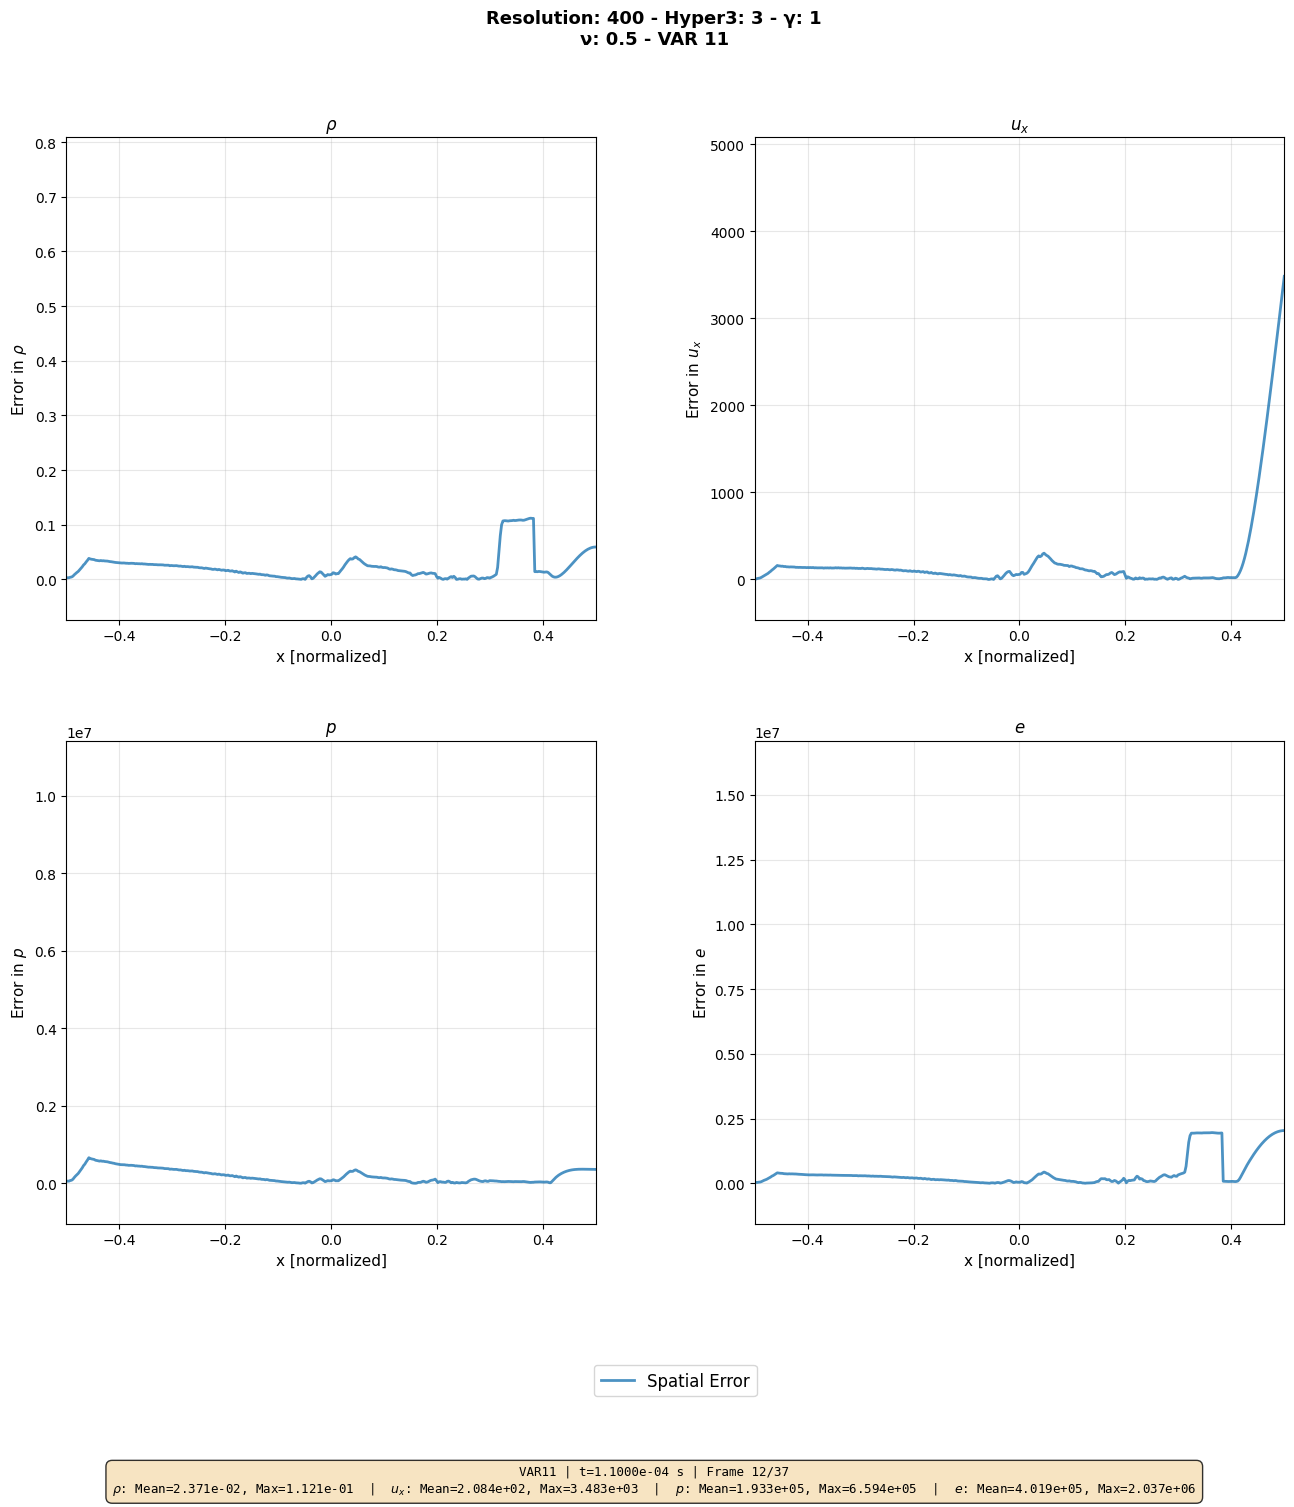 Resolution: 400 - Hyper3: 3 - γ: 1
ν: 0.5 - VAR 11
ρ
0.8
0.7
0.6
0.5
0.4
0.3
0.2
0.1
0.0
Error in ρ
−0.4 −0.2 0.0 0.2 0.4
x [normalized]
u_x
5000
4000
3000
2000
1000
0
Error in u_x
−0.4 −0.2 0.0 0.2 0.4
x [normalized]
p
1e7
1.0
0.8
0.6
0.4
0.2
0.0
Error in p
−0.4 −0.2 0.0 0.2 0.4
x [normalized]
e
1e7
1.50
1.25
1.00
0.75
0.50
0.25
0.00
Error in e
−0.4 −0.2 0.0 0.2 0.4
x [normalized]
Spatial Error
VAR11 | t=1.1000e-04 s | Frame 12/37
ρ: Mean=2.371e-02, Max=1.121e-01 | u_x: Mean=2.084e+02, Max=3.483e+03 | p: Mean=1.933e+05, Max=6.594e+05 | e: Mean=4.019e+05, Max=2.037e+06